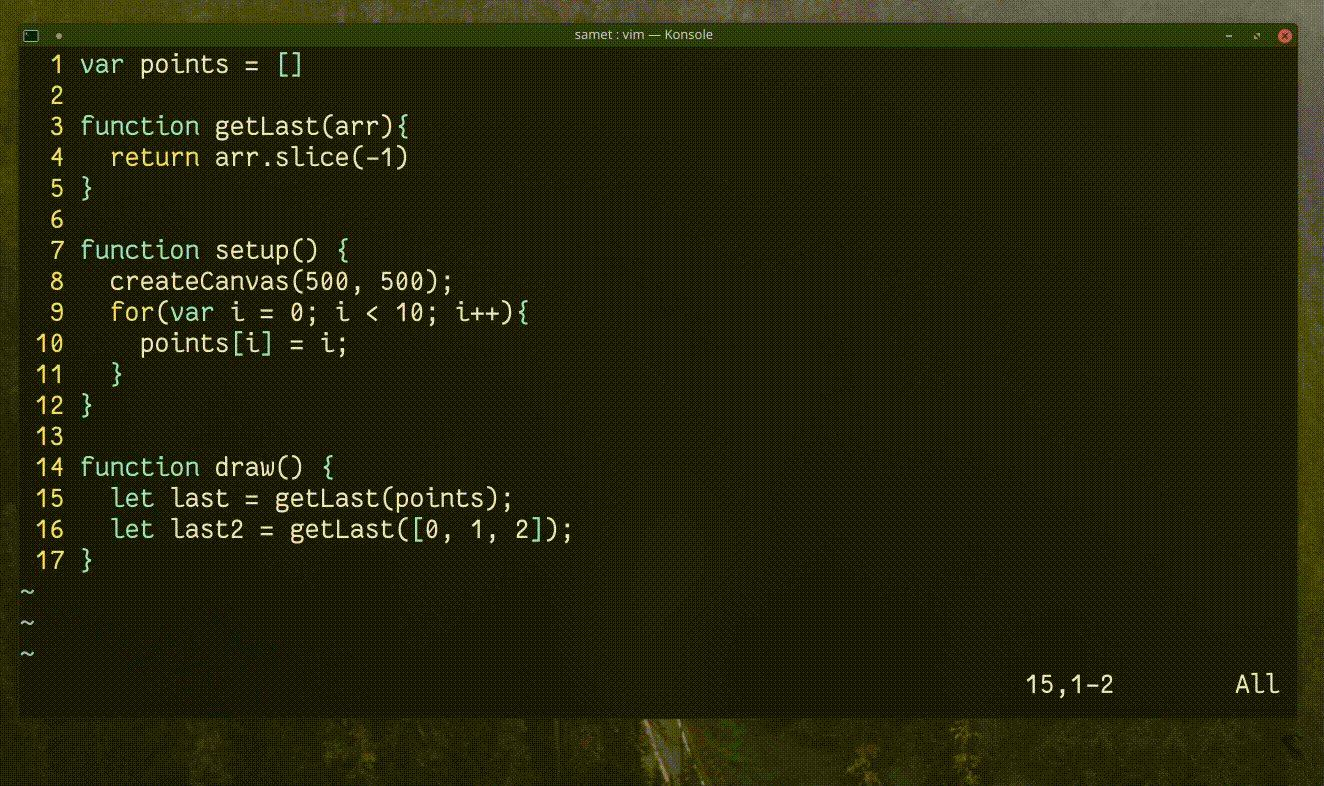 samet : vim — Konsole
1 var points = []
2
3 function getLast(arr){
4   return arr.slice(-1)
5 }
6
7 function setup() {
8   createCanvas(500, 500);
9   for(var i = 0; i < 10; i++){
10     points[i] = i;
11   }
12 }
13
14 function draw() {
15   let last = getLast(points);
16   let last2 = getLast([0, 1, 2]);
17 }
~
~
~
15,1-2 All